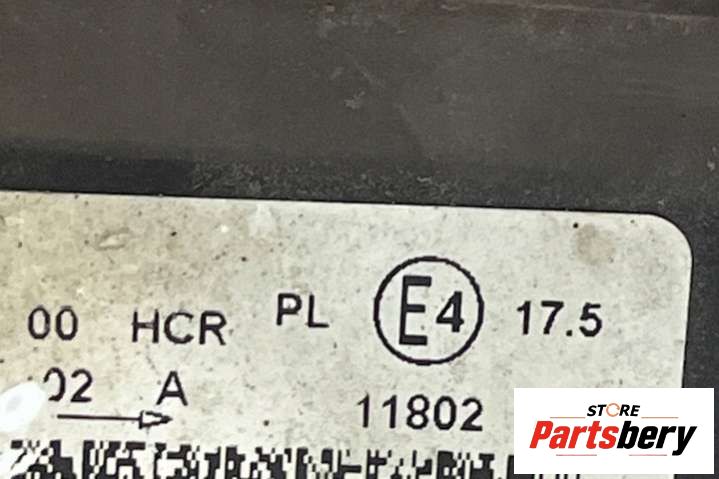 00 HCR PL E4 17.5
02 A
11802
STORE
Partsbery